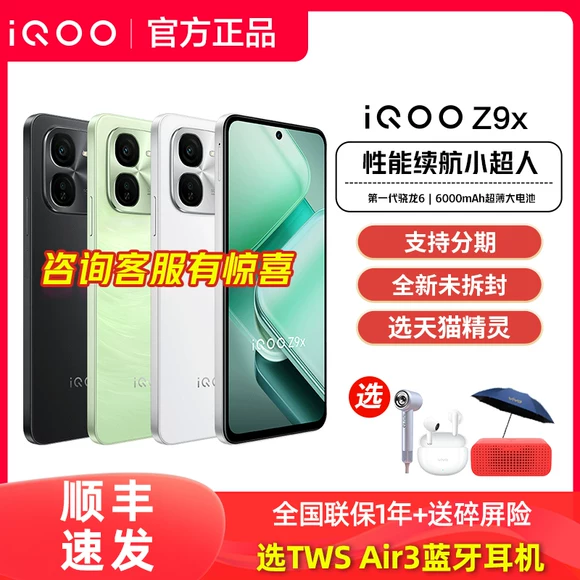 iQOO 官方正品
iQOO Z9x
性能续航小超人
第一代骁龙6 | 6000mAh超薄大电池
支持分期
全新未拆封
选天猫精灵
咨询客服有惊喜
iQOO Z9x
iQOO
iQOO
iQOO
选
顺丰
速发
全国联保1年+送碎屏险
选TWS Air3蓝牙耳机